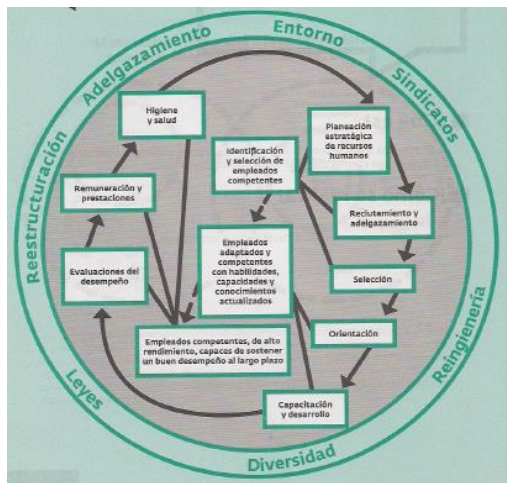 Entorno
Sindicatos
Reingienería
Diversidad
Leyes
Reestructuración
Adelgazamiento
Higiene
y salud
Planeación
estratégica
de recursos
humanos
Identificación
y selección de
empleados
competentes
Remuneración y
prestaciones
Reclutamiento y
adelgazamiento
Empleados
adaptados y
competentes
con habilidades,
capacidades y
conocimientos
actualizados
Evaluaciones del
desempeño
Selección
Orientación
Empleados competentes, de alto
rendimiento, capaces de sostener
un buen desempeño al largo plazo
Capacitación
y desarrollo